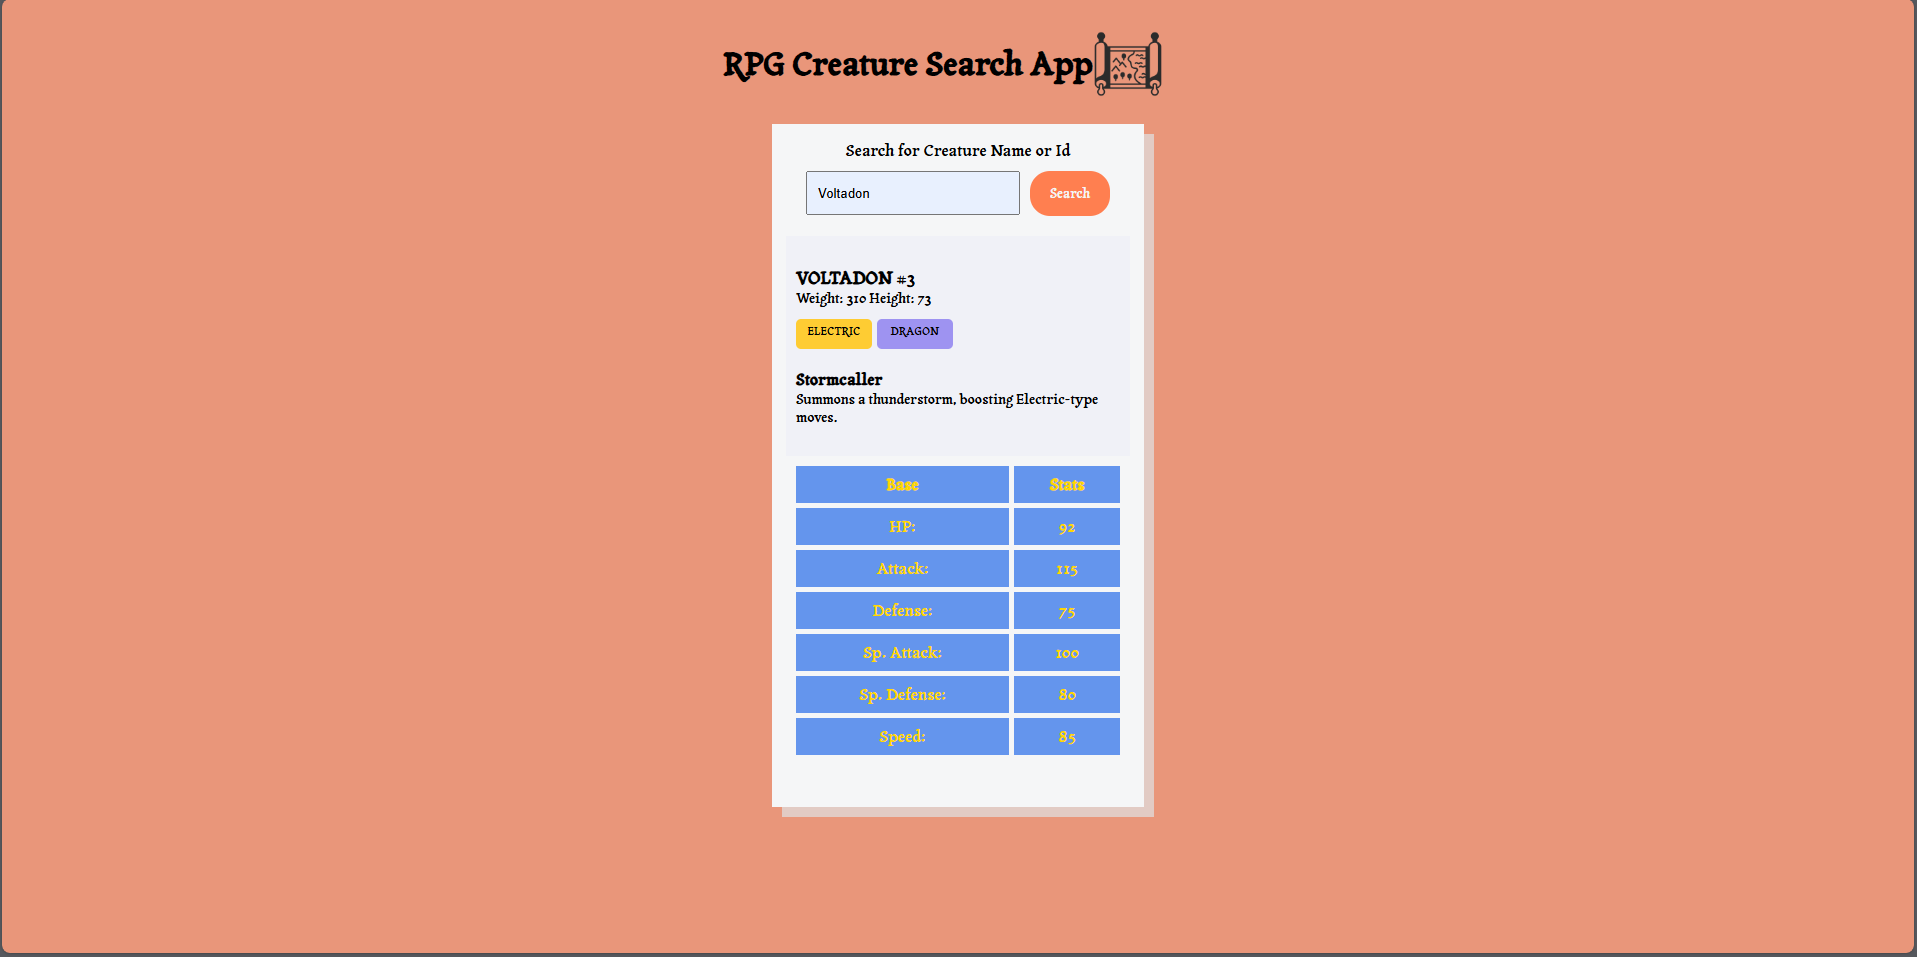 RPG Creature Search App
Search for Creature Name or Id
Voltadon Search
VOLTADON #3
Weight: 310 Height: 73
ELECTRIC DRAGON
Stormcaller
Summons a thunderstorm, boosting Electric-type
moves.
Base Stats
HP: 92
Attack: 115
Defense: 75
Sp. Attack: 100
Sp. Defense: 80
Speed: 85